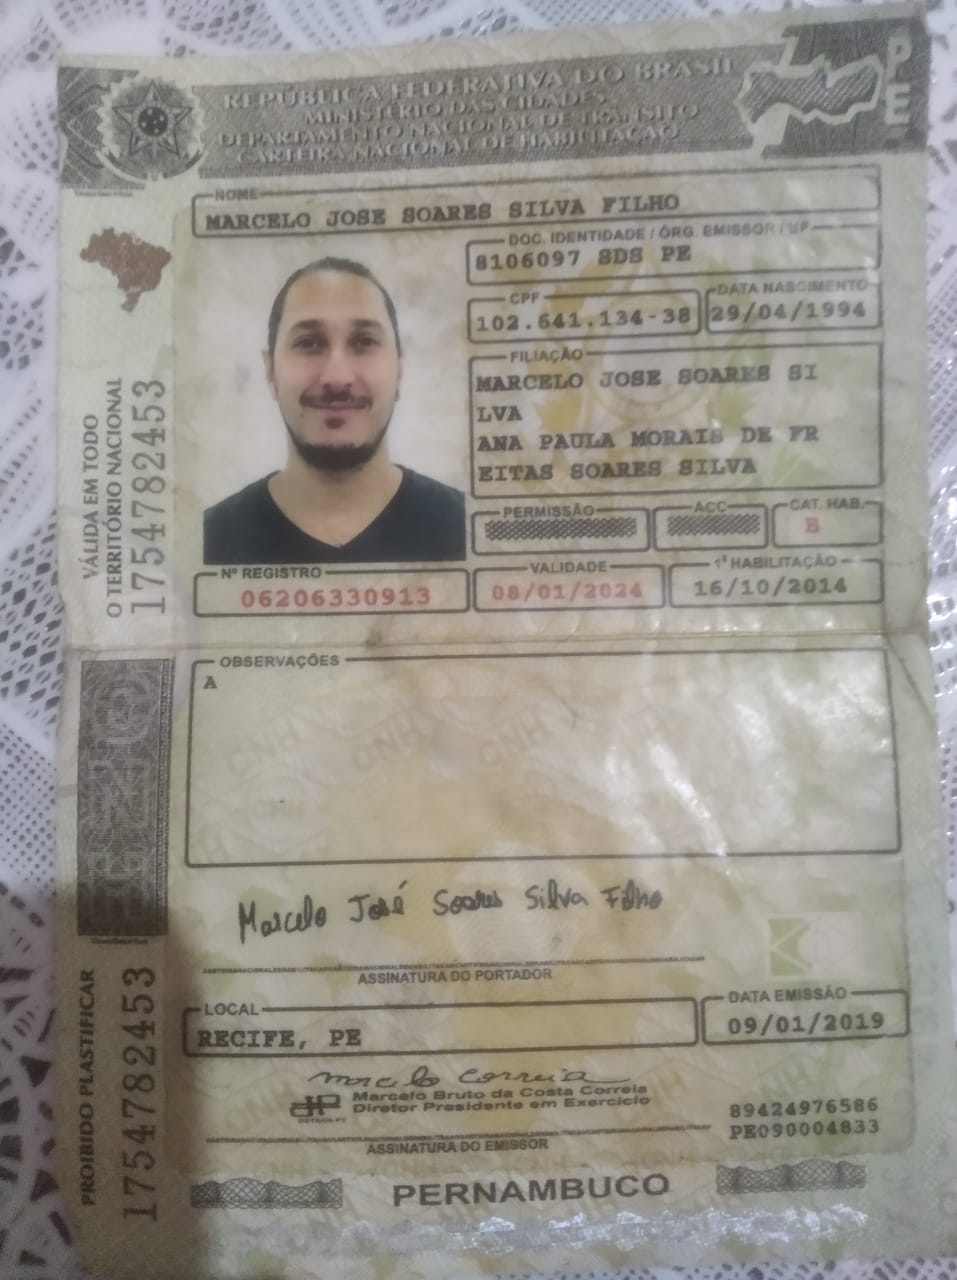 REPÚBLICA FEDERATIVA DO BRASIL
MINISTÉRIO DAS CIDADES
DEPARTAMENTO NACIONAL DE TRÂNSITO
CARTEIRA NACIONAL DE HABILITAÇÃO
PE
NOME
MARCELO JOSE SOARES SILVA FILHO
DOC. IDENTIDADE / ÓRG. EMISSOR / UF
8106097 SDS PE
CPF
102.641.134-38
DATA NASCIMENTO
29/04/1994
FILIAÇÃO
MARCELO JOSE SOARES SI
LVA
ANA PAULA MORAIS DE FR
EITAS SOARES SILVA
PERMISSÃO
ACC
CAT. HAB.
B
Nº REGISTRO
06206330913
VALIDADE
08/01/2024
1ª HABILITAÇÃO
16/10/2014
VÁLIDA EM TODO
O TERRITÓRIO NACIONAL
1754782453
OBSERVAÇÕES
A
Marcelo José Soares Silva Filho
ASSINATURA DO PORTADOR
LOCAL
RECIFE, PE
DATA EMISSÃO
09/01/2019
Marcelo Correia
Marcelo Bruto da Costa Correia
Diretor Presidente em Exercício
DETRAN-PE
89424976586
PE090004833
ASSINATURA DO EMISSOR
PROIBIDO PLASTIFICAR
1754782453
PERNAMBUCO